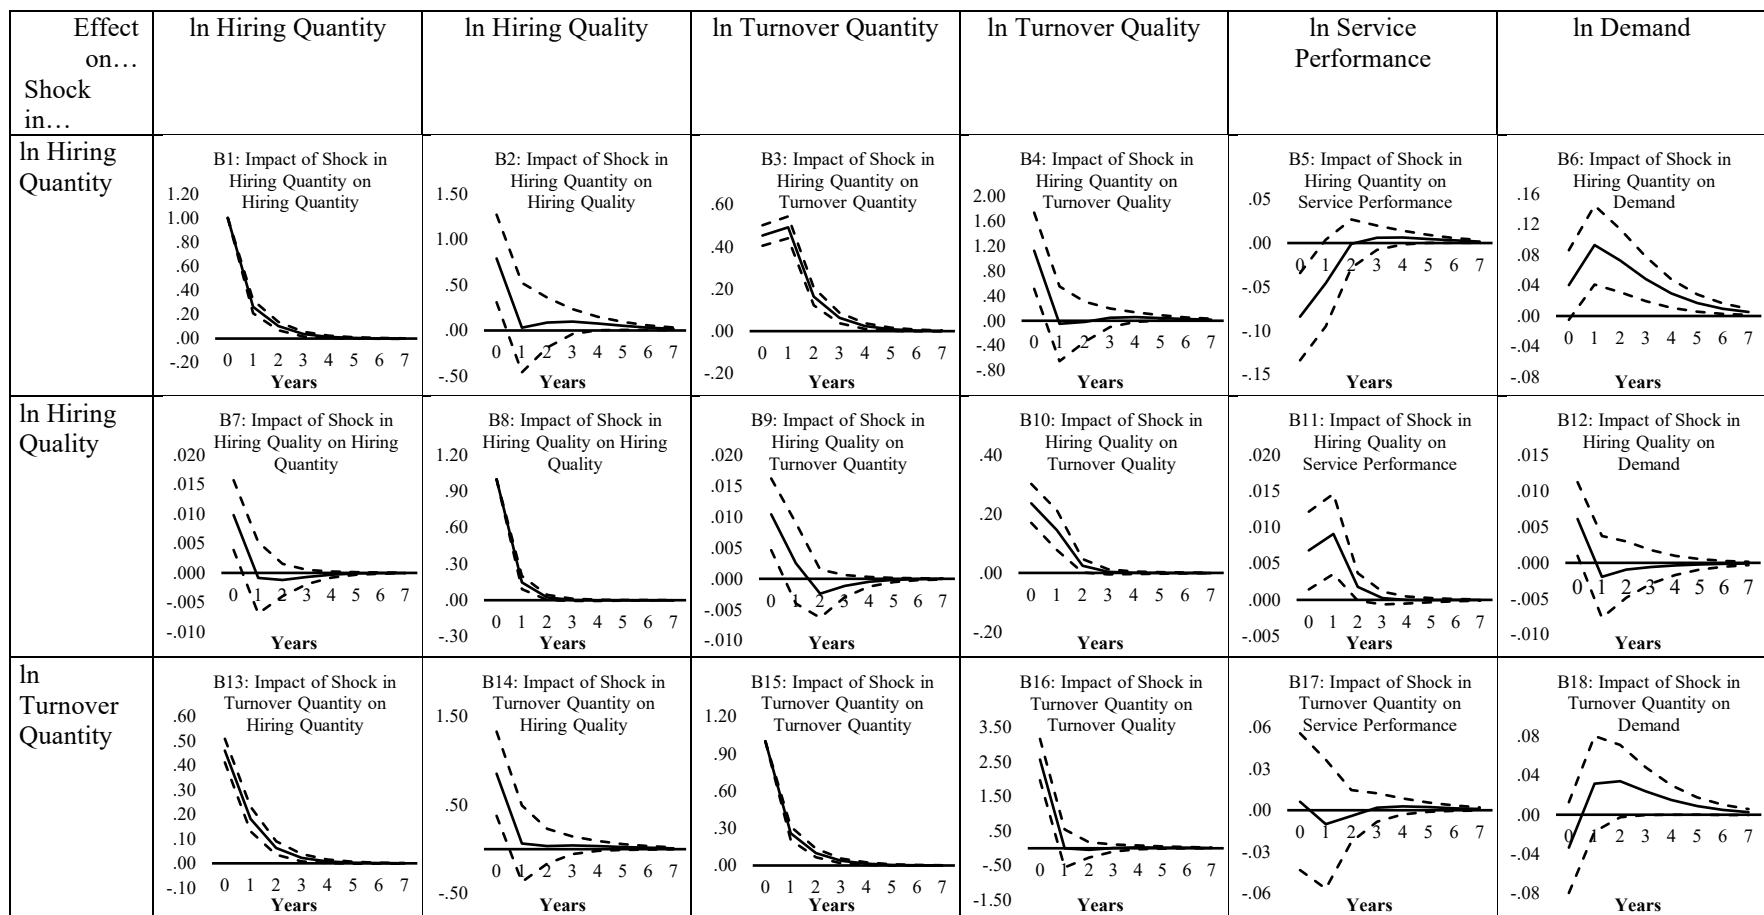 Effect on…
Shock in…
ln Hiring Quantity
ln Hiring Quality
ln Turnover Quantity
ln Turnover Quality
ln Service
Performance
ln Demand
ln Hiring
Quantity
B1: Impact of Shock in
Hiring Quantity on
Hiring Quantity
1.20
1.00
.80
.60
.40
.20
.00
-.20
0 1 2 3 4 5 6 7
Years
B2: Impact of Shock in
Hiring Quantity on
Hiring Quality
1.50
1.00
.50
.00
-.50
0 1 2 3 4 5 6 7
Years
B3: Impact of Shock in
Hiring Quantity on
Turnover Quantity
.60
.40
.20
.00
-.20
0 1 2 3 4 5 6 7
Years
B4: Impact of Shock in
Hiring Quantity on
Turnover Quality
2.00
1.60
1.20
.80
.40
.00
-.40
-.80
0 1 2 3 4 5 6 7
Years
B5: Impact of Shock in
Hiring Quantity on
Service Performance
.05
.00
-.05
-.10
-.15
0 1 2 3 4 5 6 7
Years
B6: Impact of Shock in
Hiring Quantity on
Demand
.16
.12
.08
.04
.00
-.04
-.08
0 1 2 3 4 5 6 7
Years
ln Hiring
Quality
B7: Impact of Shock in
Hiring Quality on Hiring
Quantity
.020
.015
.010
.005
.000
-.005
-.010
0 1 2 3 4 5 6 7
Years
B8: Impact of Shock in
Hiring Quality on Hiring
Quality
1.20
.90
.60
.30
.00
-.30
0 1 2 3 4 5 6 7
Years
B9: Impact of Shock in
Hiring Quality on
Turnover Quantity
.020
.015
.010
.005
.000
-.005
-.010
0 1 2 3 4 5 6 7
Years
B10: Impact of Shock in
Hiring Quality on
Turnover Quality
.40
.20
.00
-.20
0 1 2 3 4 5 6 7
Years
B11: Impact of Shock in
Hiring Quality on
Service Performance
.020
.015
.010
.005
.000
-.005
0 1 2 3 4 5 6 7
Years
B12: Impact of Shock in
Hiring Quality on
Demand
.015
.010
.005
.000
-.005
-.010
0 1 2 3 4 5 6 7
Years
ln
Turnover
Quantity
B13: Impact of Shock in
Turnover Quantity on
Hiring Quantity
.60
.50
.40
.30
.20
.10
.00
-.10
0 1 2 3 4 5 6 7
Years
B14: Impact of Shock in
Turnover Quantity on
Hiring Quality
1.50
.50
-.50
0 1 2 3 4 5 6 7
Years
B15: Impact of Shock in
Turnover Quantity on
Turnover Quantity
1.20
.90
.60
.30
.00
0 1 2 3 4 5 6 7
Years
B16: Impact of Shock in
Turnover Quantity on
Turnover Quality
3.50
2.50
1.50
.50
-.50
-1.50
0 1 2 3 4 5 6 7
Years
B17: Impact of Shock in
Turnover Quantity on
Service Performance
.06
.03
.00
-.03
-.06
0 1 2 3 4 5 6 7
Years
B18: Impact of Shock in
Turnover Quantity on
Demand
.08
.04
.00
-.04
-.08
0 1 2 3 4 5 6 7
Years